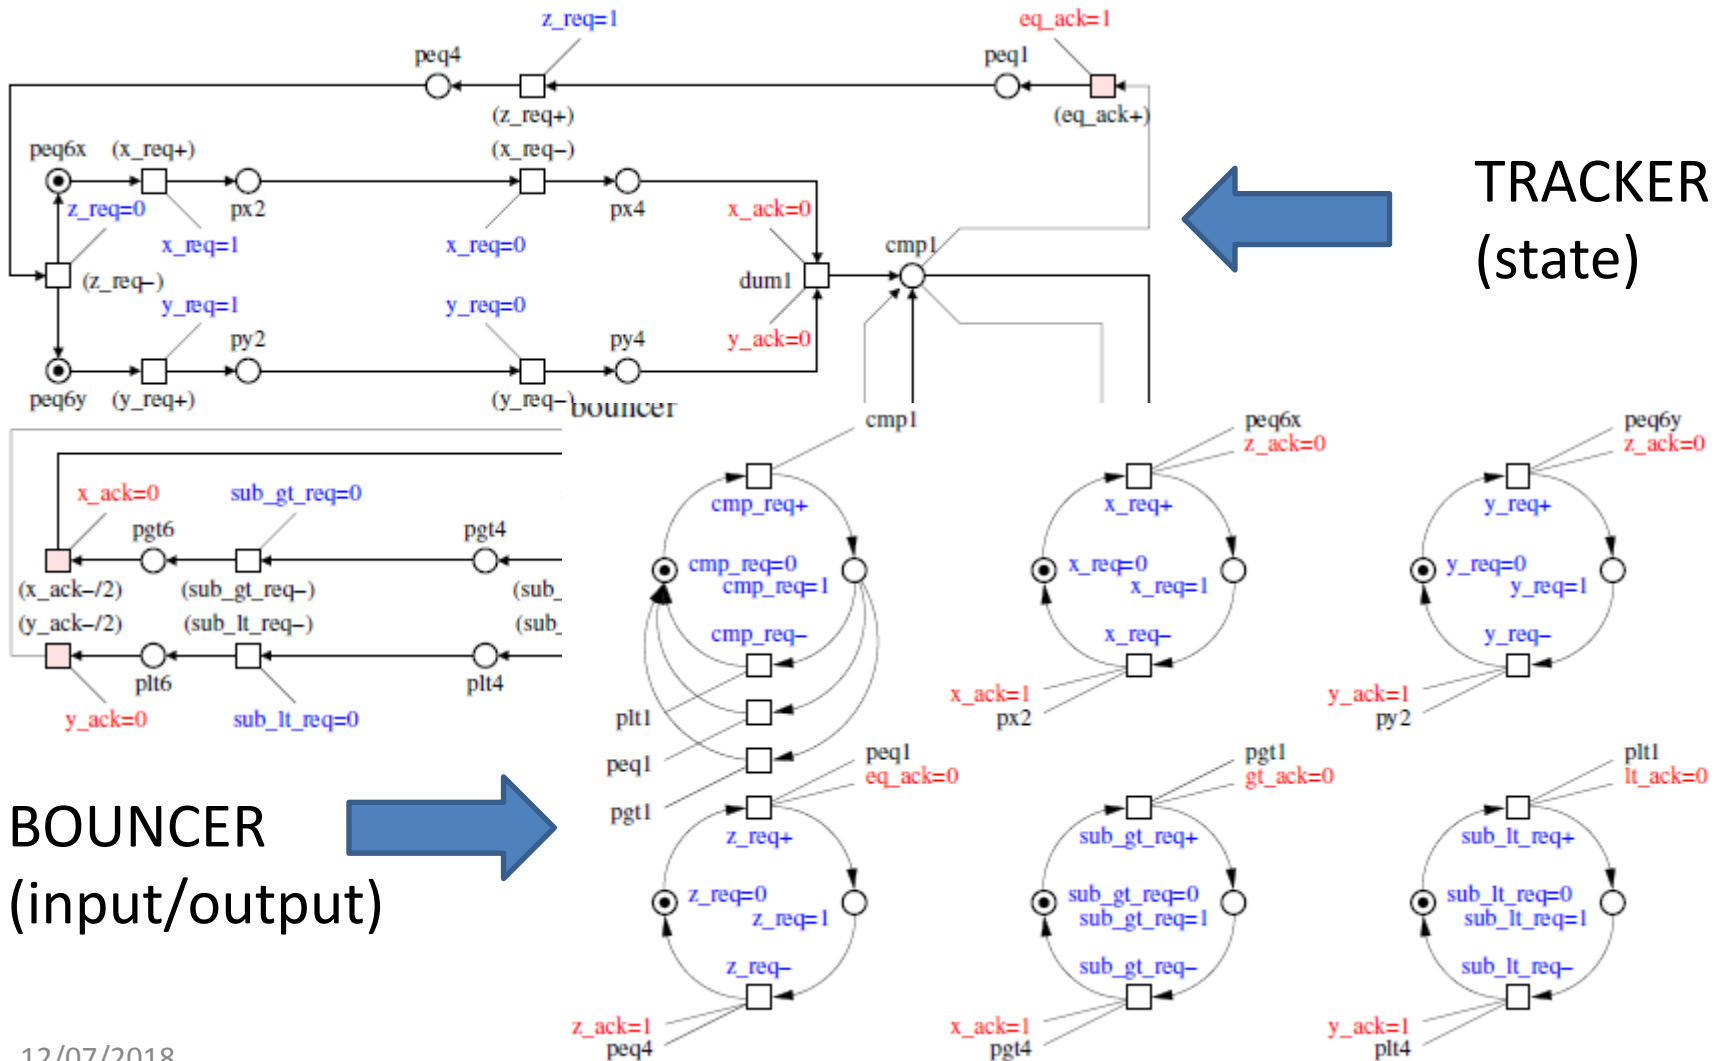 z_req=1
eq_ack=1
peq4
peq1
(z_req+)
(eq_ack+)
peq6x
(x_req+)
(x_req−)
z_req=0
px2
px4
x_ack=0
x_req=1
x_req=0
cmp1
(z_req−)
dum1
y_req=1
y_req=0
py2
py4
y_ack=0
peq6y
(y_req+)
(y_req−)
TRACKER
(state)
bouncer
x_ack=0
sub_gt_req=0
pgt6
pgt4
(x_ack−/2)
(sub_gt_req−)
(sub_
(y_ack−/2)
(sub_lt_req−)
(sub_
plt6
plt4
y_ack=0
sub_lt_req=0
cmp1
cmp_req+
cmp_req=0
cmp_req=1
cmp_req−
plt1
peq1
pgt1
peq6x
z_ack=0
x_req+
x_req=0
x_req=1
x_req−
x_ack=1
px2
peq6y
z_ack=0
y_req+
y_req=0
y_req=1
y_req−
y_ack=1
py2
BOUNCER
(input/output)
peq1
eq_ack=0
z_req+
z_req=0
z_req=1
z_req−
z_ack=1
peq4
pgt1
gt_ack=0
sub_gt_req+
sub_gt_req=0
sub_gt_req=1
sub_gt_req−
x_ack=1
pgt4
plt1
lt_ack=0
sub_lt_req+
sub_lt_req=0
sub_lt_req=1
sub_lt_req−
y_ack=1
plt4
12/07/2018